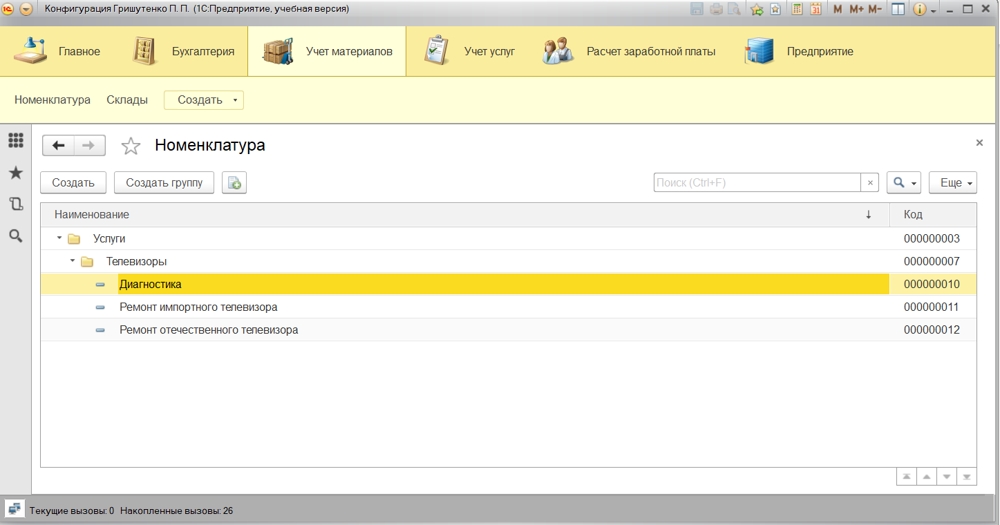 Конфигурация Гришутенко П. П. (1С:Предприятие, учебная версия)
M M+ M-
31
Главное Бухгалтерия Учет материалов Учет услуг Расчет заработной платы Предприятие
Номенклатура Склады Создать
Номенклатура
Создать Создать группу Поиск (Ctrl+F) Еще
Наименование Код
Услуги 000000003
Телевизоры 000000007
Диагностика 000000010
Ремонт импортного телевизора 000000011
Ремонт отечественного телевизора 000000012
Текущие вызовы: 0 Накопленные вызовы: 26